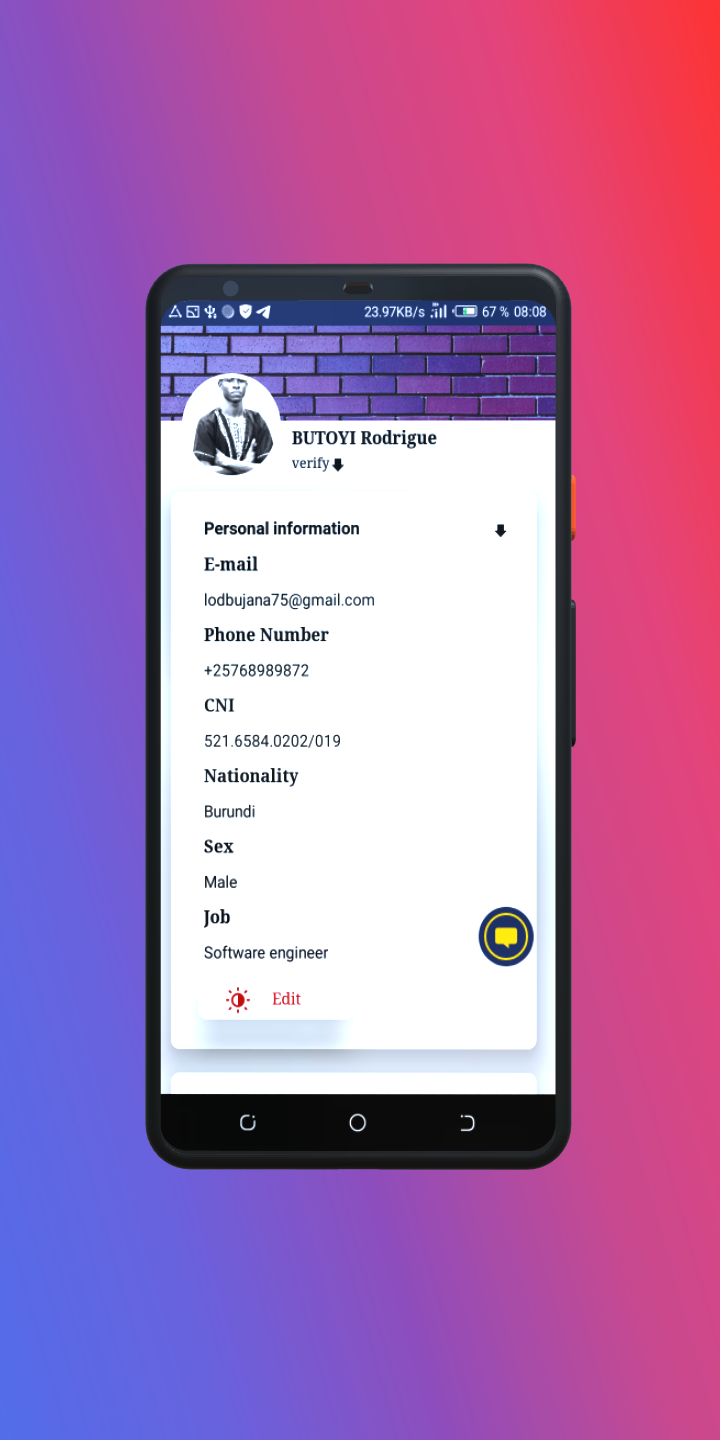 23.97KB/s 67 % 08:08
BUTOYI Rodrigue
verify
Personal information
E-mail
lodbujana75@gmail.com
Phone Number
+25768989872
CNI
521.6584.0202/019
Nationality
Burundi
Sex
Male
Job
Software engineer
Edit